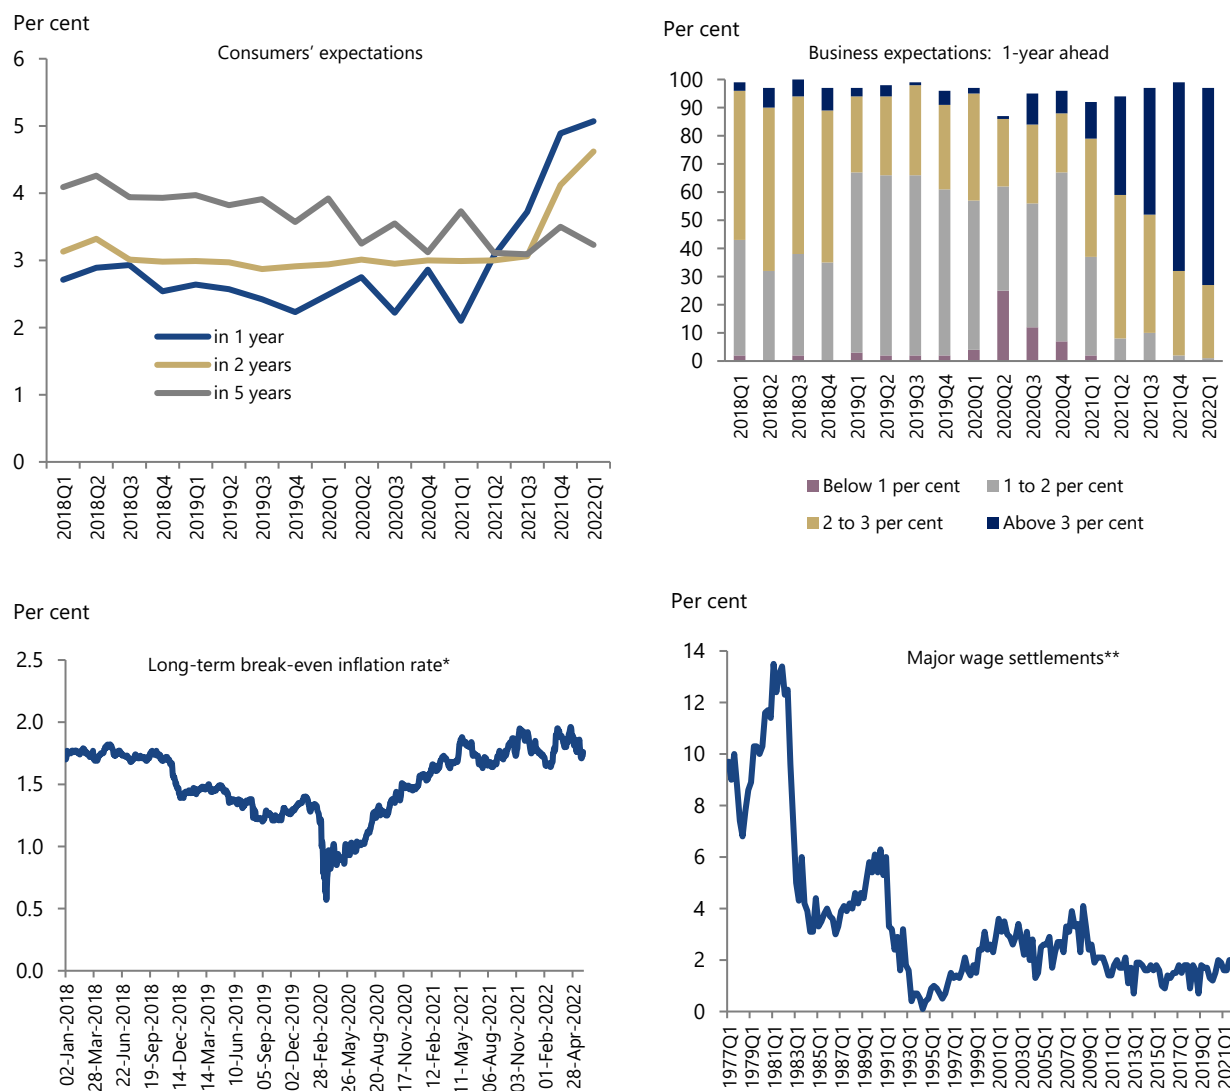 Per cent
Consumers’ expectations
6
5
4
3
2
1
0
in 1 year
in 2 years
in 5 years
2018Q1
2018Q2
2018Q3
2018Q4
2019Q1
2019Q2
2019Q3
2019Q4
2020Q1
2020Q2
2020Q3
2020Q4
2021Q1
2021Q2
2021Q3
2021Q4
2022Q1
Per cent
Business expectations: 1-year ahead
100
90
80
70
60
50
40
30
20
10
0
2018Q1
2018Q2
2018Q3
2018Q4
2019Q1
2019Q2
2019Q3
2019Q4
2020Q1
2020Q2
2020Q3
2020Q4
2021Q1
2021Q2
2021Q3
2021Q4
2022Q1
Below 1 per cent
1 to 2 per cent
2 to 3 per cent
Above 3 per cent
Per cent
Long-term break-even inflation rate*
2.5
2.0
1.5
1.0
0.5
0.0
02-Jan-2018
28-Mar-2018
22-Jun-2018
19-Sep-2018
14-Dec-2018
14-Mar-2019
10-Jun-2019
05-Sep-2019
02-Dec-2019
28-Feb-2020
26-May-2020
20-Aug-2020
17-Nov-2020
12-Feb-2021
11-May-2021
06-Aug-2021
03-Nov-2021
01-Feb-2022
28-Apr-2022
Per cent
Major wage settlements**
14
12
10
8
6
4
2
0
1977Q1
1979Q1
1981Q1
1983Q1
1985Q1
1987Q1
1989Q1
1991Q1
1993Q1
1995Q1
1997Q1
1999Q1
2001Q1
2003Q1
2005Q1
2007Q1
2009Q1
2011Q1
2013Q1
2015Q1
2017Q1
2019Q1
2021Q1